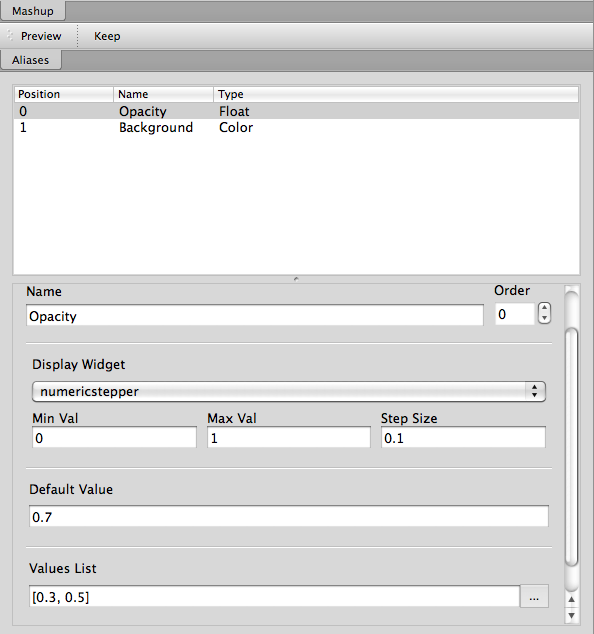 Mashup
Preview Keep
Aliases
Position Name Type
0 Opacity Float
1 Background Color
Name Order
Opacity 0
Display Widget
numericstepper
Min Val Max Val Step Size
0 1 0.1
Default Value
0.7
Values List
[0.3, 0.5] ...